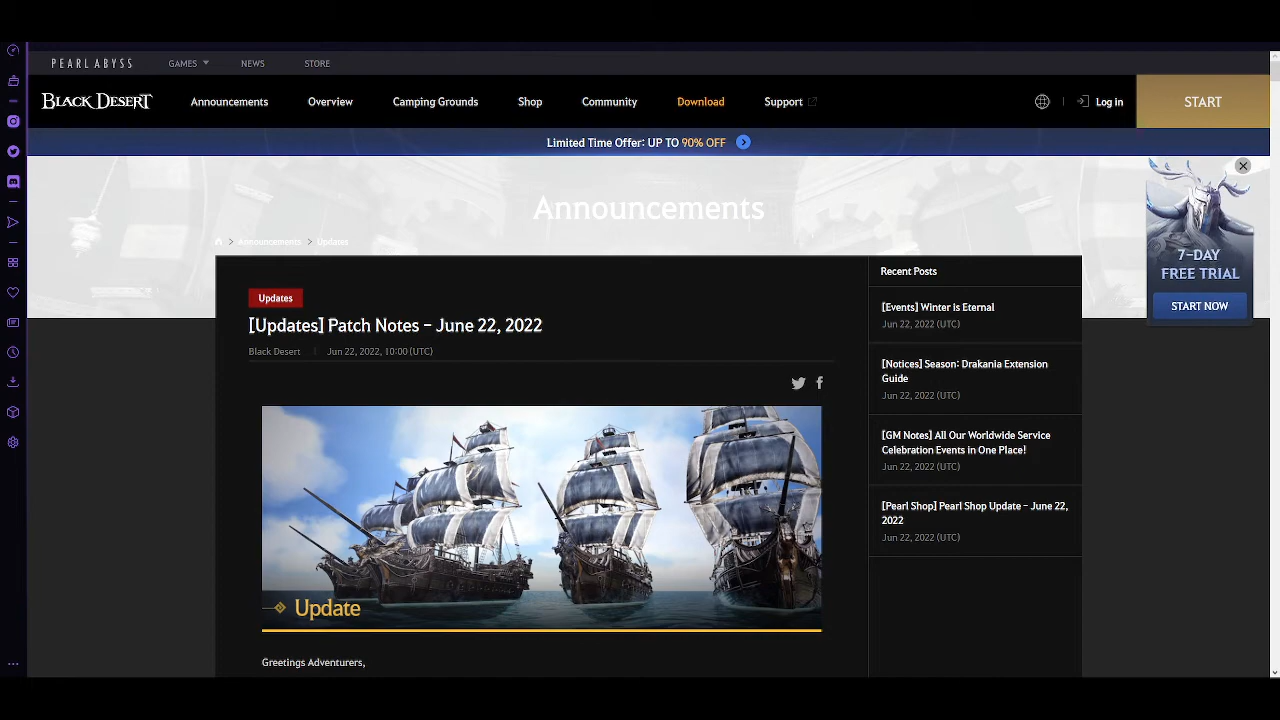 PEARL ABYSS
GAMES
NEWS
STORE
BLACK DESERT
Announcements
Overview
Camping Grounds
Shop
Community
Download
Support
Log in
START
Limited Time Offer: UP TO 90% OFF
Announcements
Announcements
Updates
7-DAY
FREE TRIAL
START NOW
Updates
[Updates] Patch Notes – June 22, 2022
Black Desert
Jun 22, 2022, 10:00 (UTC)
Update
Greetings Adventurers,
Recent Posts
[Events] Winter is Eternal
Jun 22, 2022 (UTC)
[Notices] Season: Drakania Extension
Guide
Jun 22, 2022 (UTC)
[GM Notes] All Our Worldwide Service
Celebration Events in One Place!
Jun 22, 2022 (UTC)
[Pearl Shop] Pearl Shop Update – June 22,
2022
Jun 22, 2022 (UTC)